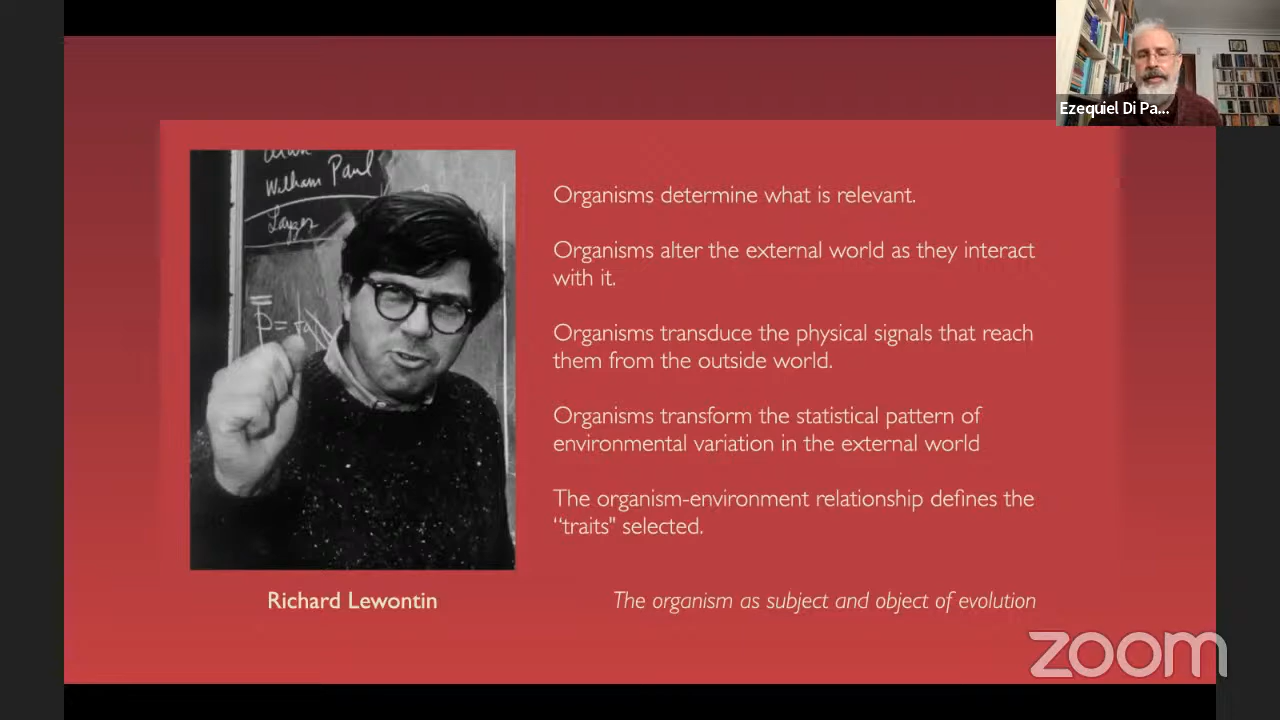 Ezequiel Di Pa...
William Paul
Layzer
Organisms determine what is relevant.
Organisms alter the external world as they interact
with it.
Organisms transduce the physical signals that reach
them from the outside world.
Organisms transform the statistical pattern of
environmental variation in the external world
The organism-environment relationship defines the
“traits" selected.
Richard Lewontin
The organism as subject and object of evolution
zoom